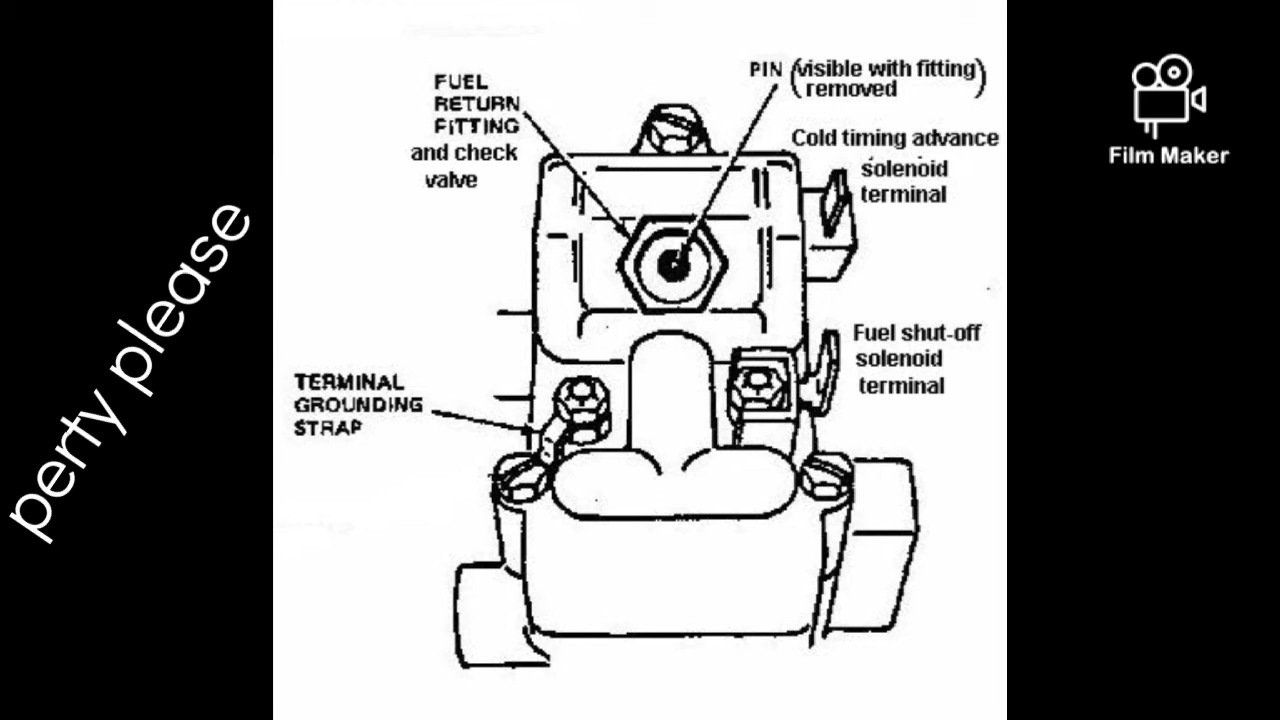 perty please
FUEL
RETURN
FITTING
and check
valve
PIN (visible with fitting)
(removed
Cold timing advance
solenoid
terminal
Fuel shut-off
solenoid
terminal
TERMINAL
GROUNDING
STRAP
Film Maker